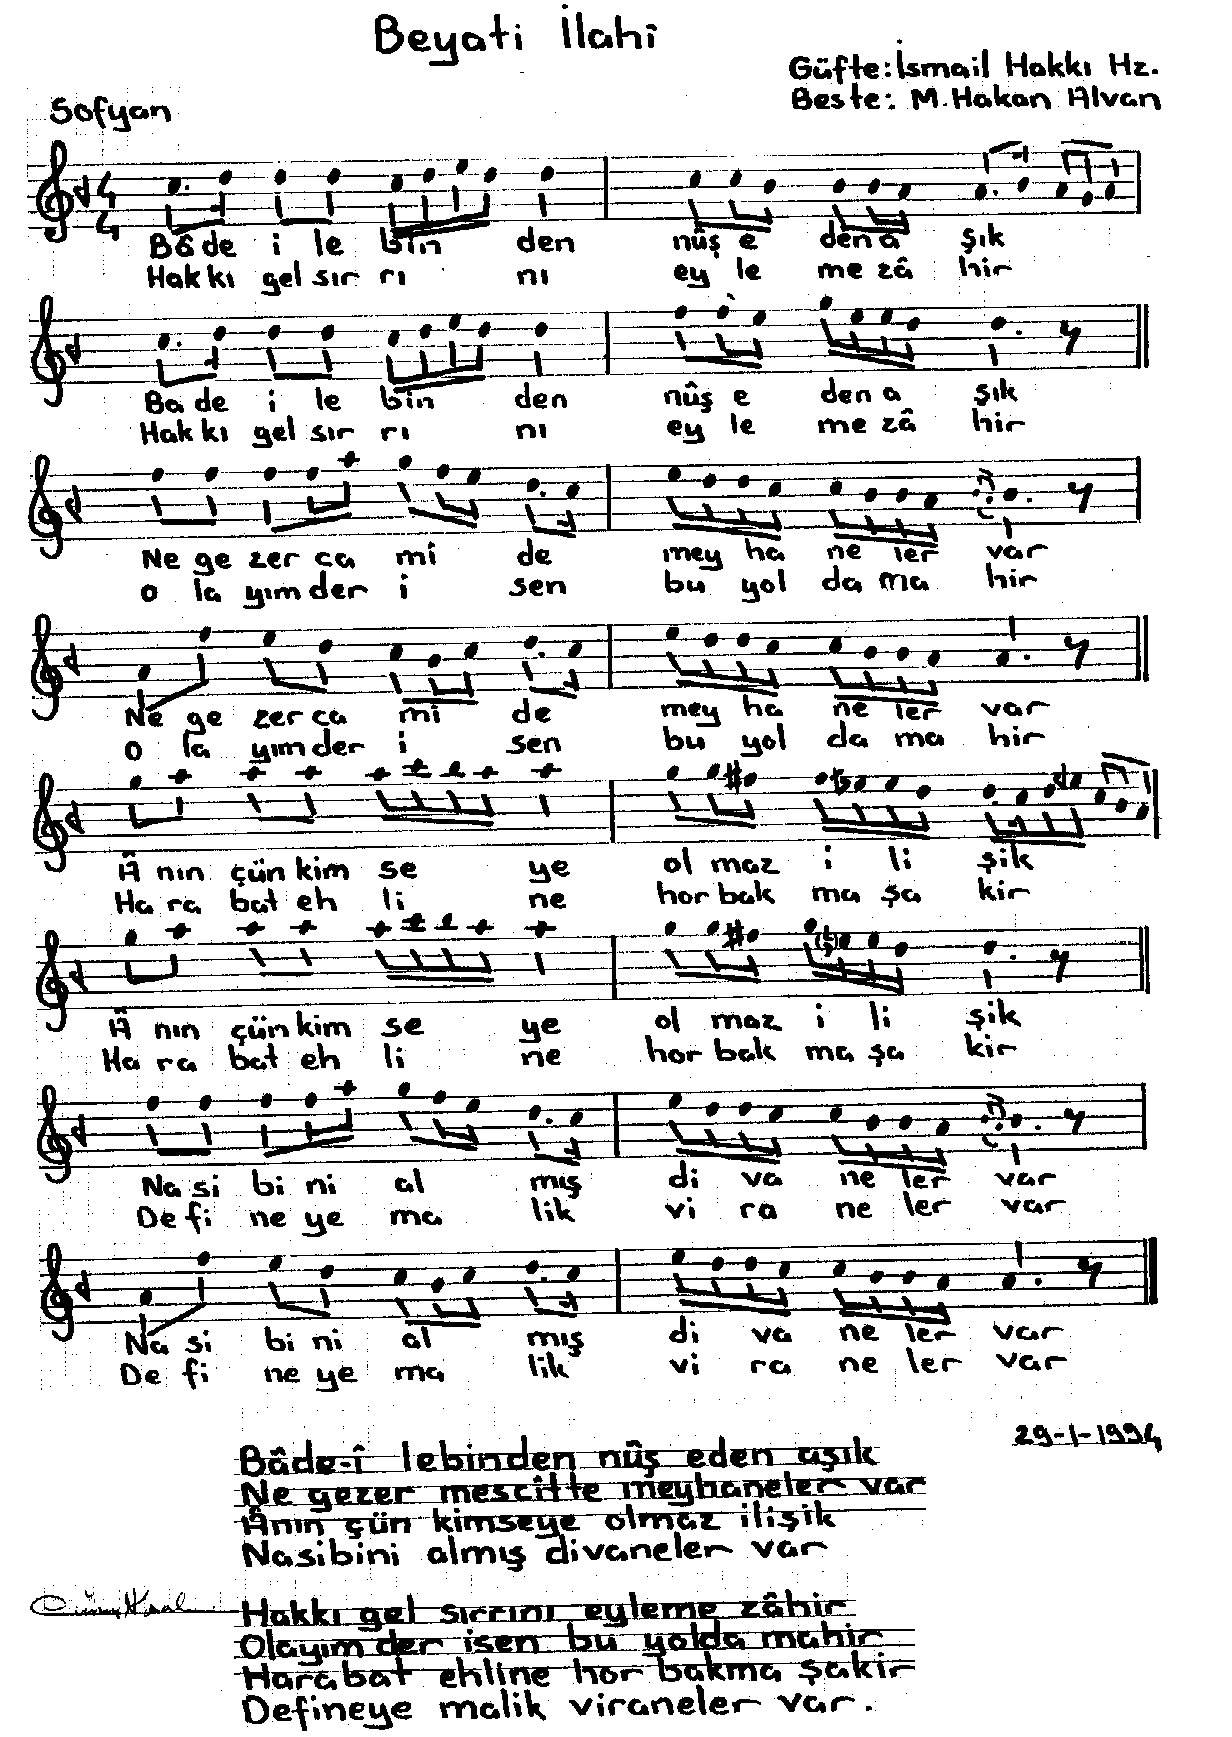 Beyati İlahî
Güfte: İsmail Hakkı Hz.
Beste: M. Hakan Alvan
Sofyan
4
4
Bâ de i le bin den nûş e den a şık
Hak kı gel sır rı nı ey le me zâ hir
Ba de i le bin den nûş e den a şık
Hak kı gel sır rı nı ey le me zâ hir
Ne ge zer ca mi de mey ha ne ler var
o la yım der i sen bu yol da ma hir
Ne ge zer ca mi de mey ha ne ler var
o la yım der i sen bu yol da ma hir
Â nın çün kim se ye ol maz i li şik
Ha ra bat eh li ne hor bak ma şa kir
Â nın çün kim se ye ol maz i li şik
Ha ra bat eh li ne hor bak ma şa kir
Na si bi ni al mış di va ne ler var
De fi ne ye ma lik vi ra ne ler var
Na si bi ni al mış di va ne ler var
De fi ne ye ma lik vi ra ne ler var
29-1-1994
Bâde-î lebinden nûş eden aşık
Ne gezer mescîtte meyhaneler var
Ânın çün kimseye olmaz ilişik
Nasibini almış divaneler var
Hakkı gel sırrını eyleme zâhir
Olayım der isen bu yolda mahir
Harabat ehline hor bakma şakir
Defineye malik viraneler var.